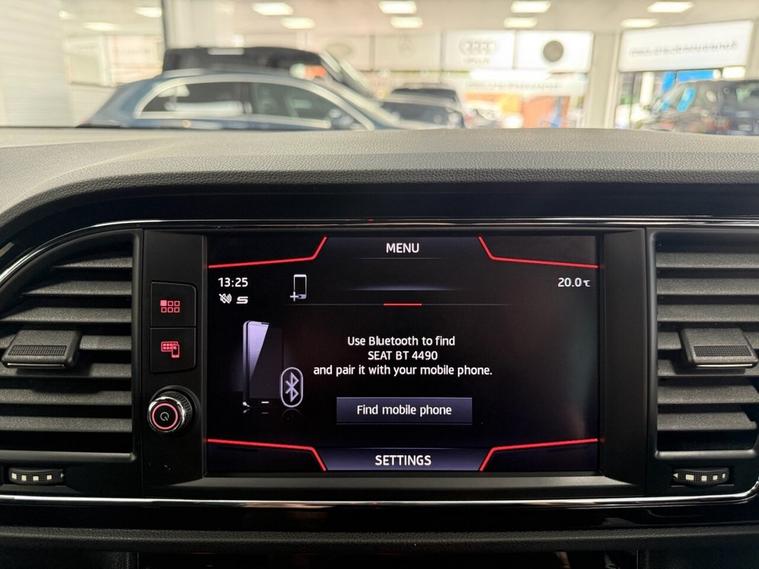 MENU
13:25
20.0℃
Use Bluetooth to find
SEAT BT 4490
and pair it with your mobile phone.
Find mobile phone
SETTINGS